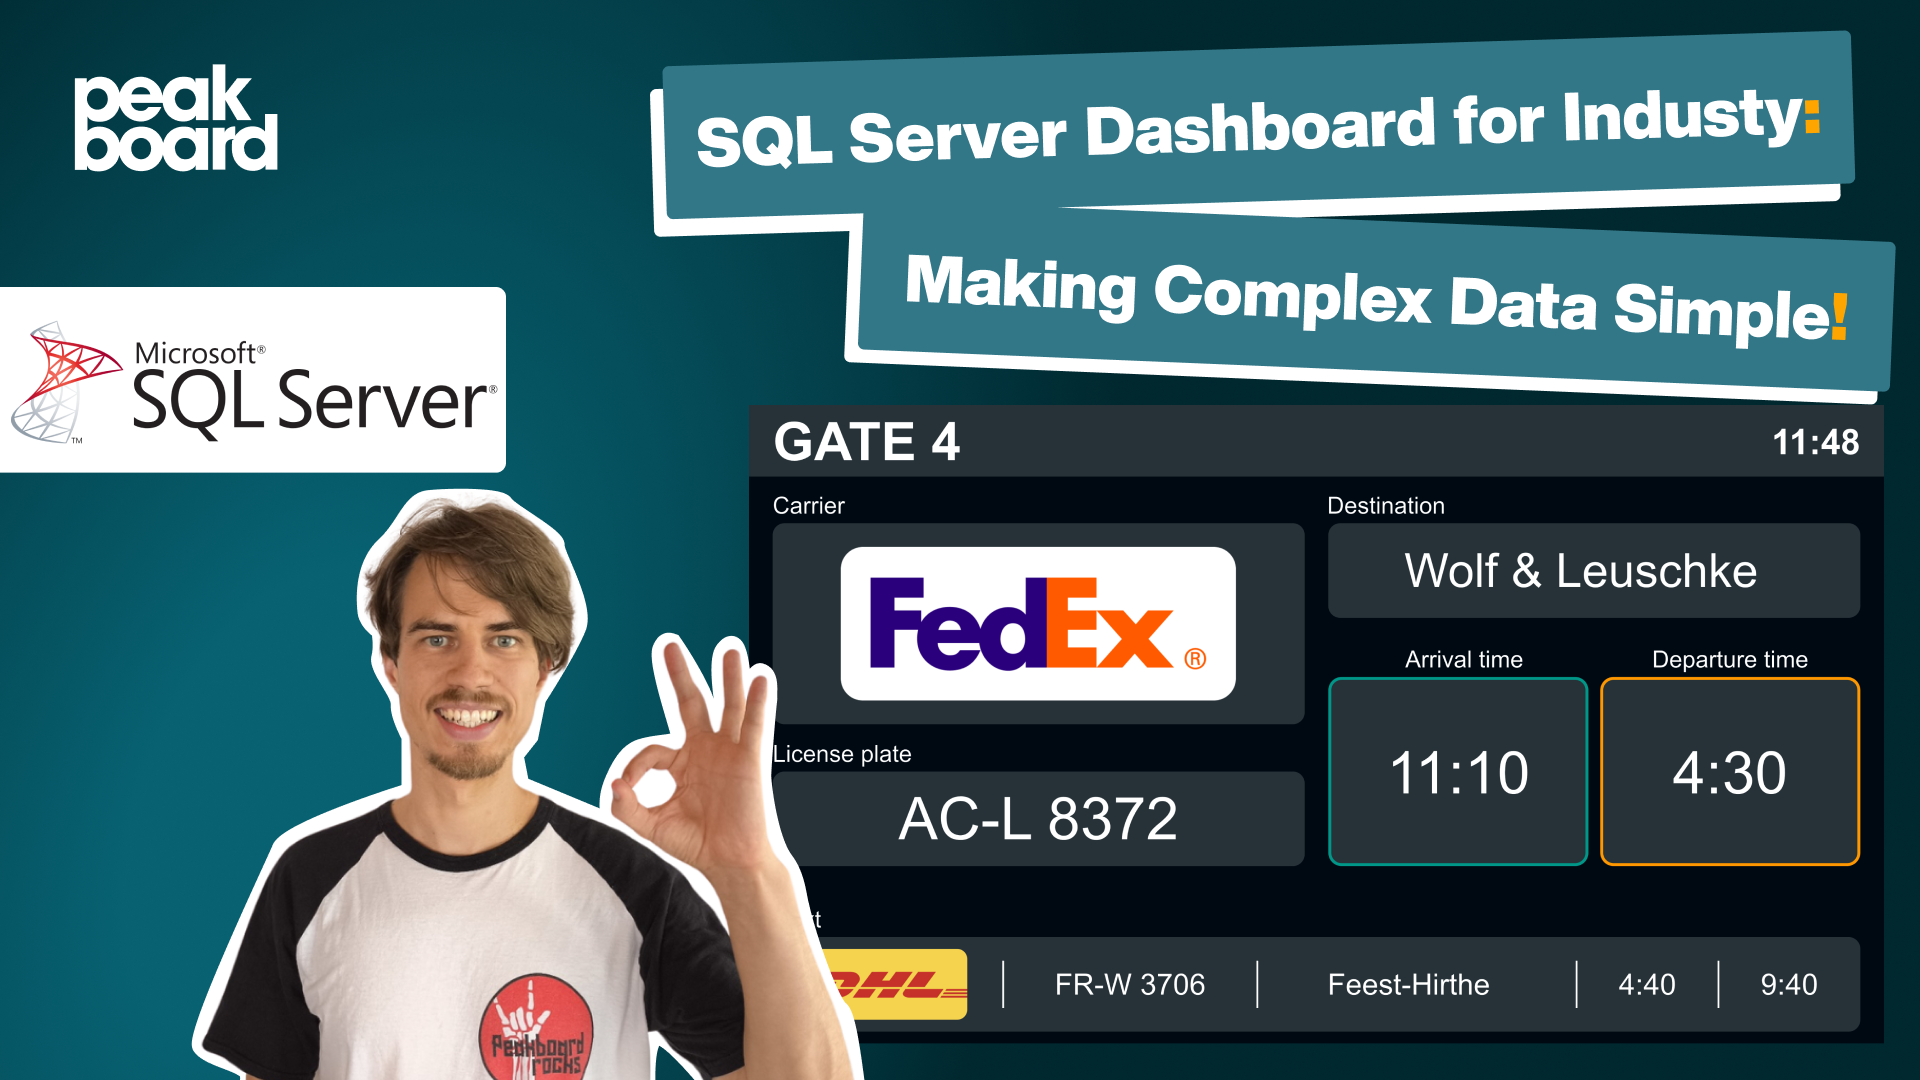 peak
board
SQL Server Dashboard for Industy:
Making Complex Data Simple!
Microsoft®
SQL Server®
TM
GATE 4
11:48
Carrier
Destination
FedEx®
Wolf & Leuschke
Arrival time
Departure time
11:10
4:30
License plate
AC-L 8372
DHL
FR-W 3706
Feest-Hirthe
4:40
9:40
Peakboard
rocks